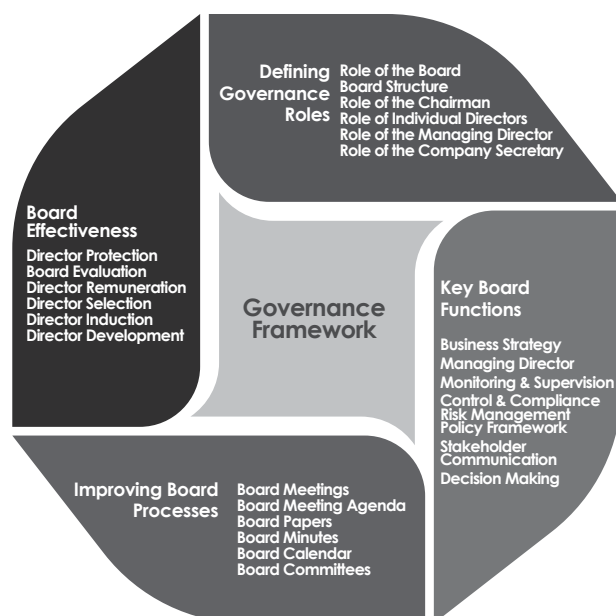 Defining
Governance
Roles
Role of the Board
Board Structure
Role of the Chairman
Role of Individual Directors
Role of the Managing Director
Role of the Company Secretary
Board
Effectiveness
Director Protection
Board Evaluation
Director Remuneration
Director Selection
Director Induction
Director Development
Governance
Framework
Key Board
Functions
Business Strategy
Managing Director
Monitoring & Supervision
Control & Compliance
Risk Management
Policy Framework
Stakeholder
Communication
Decision Making
Improving Board
Processes
Board Meetings
Board Meeting Agenda
Board Papers
Board Minutes
Board Calendar
Board Committees